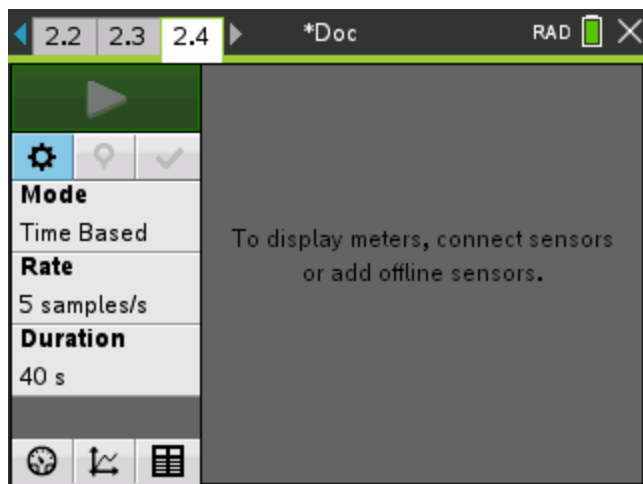 2.2 2.3 2.4 *Doc RAD
Mode
Time Based
Rate
5 samples/s
Duration
40 s
To display meters, connect sensors
or add offline sensors.